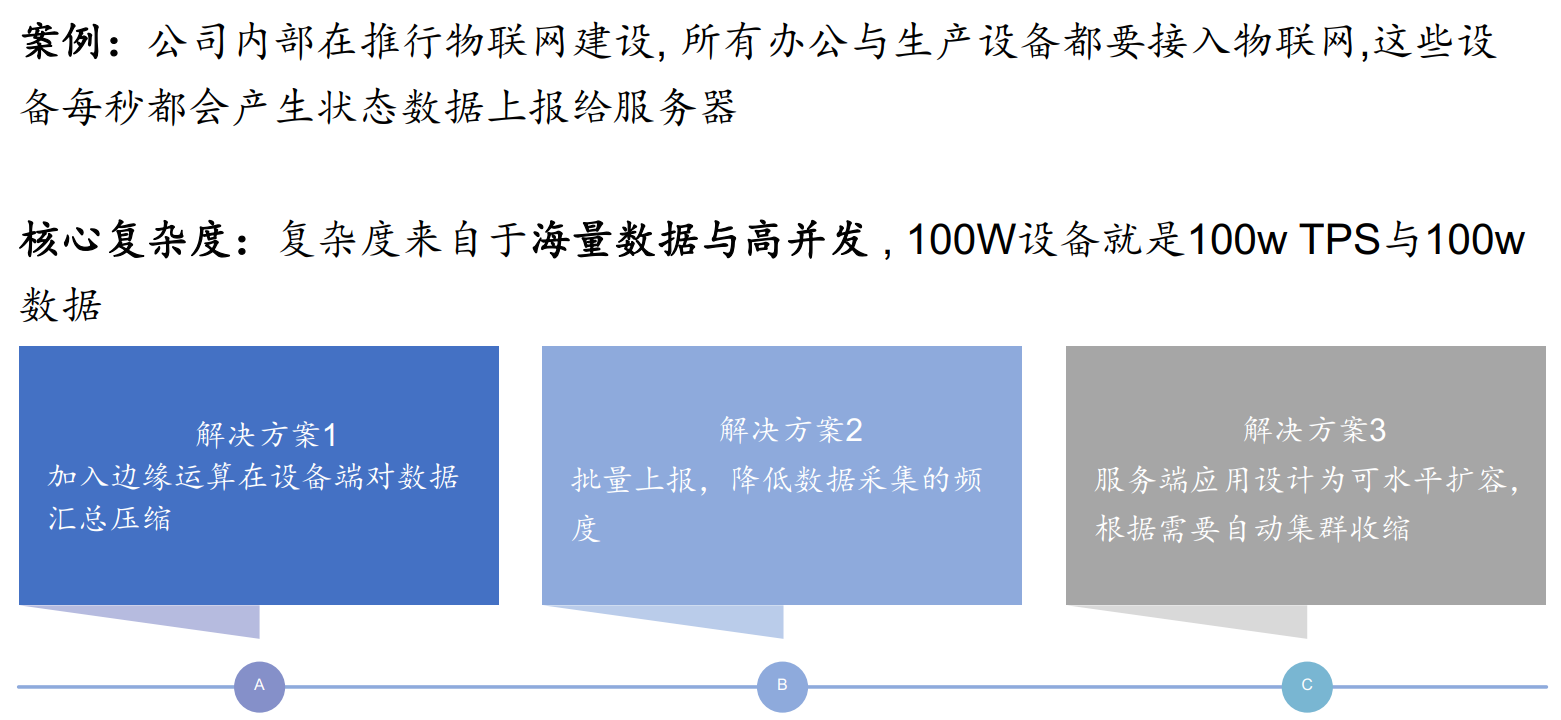 案例：公司内部在推行物联网建设, 所有办公与生产设备都要接入物联网,这些设
备每秒都会产生状态数据上报给服务器
核心复杂度：复杂度来自于海量数据与高并发 , 100W设备就是100w TPS与100w
数据
解决方案1
加入边缘运算在设备端对数据
汇总压缩
解决方案2
批量上报，降低数据采集的频
度
解决方案3
服务端应用设计为可水平扩容，
根据需要自动集群收缩
A
B
C